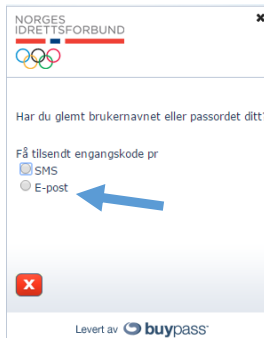 NORGES
IDRETTSFORBUND
Har du glemt brukernavnet eller passordet ditt?
Få tilsendt engangskode pr
SMS
E-post
Levert av buypass